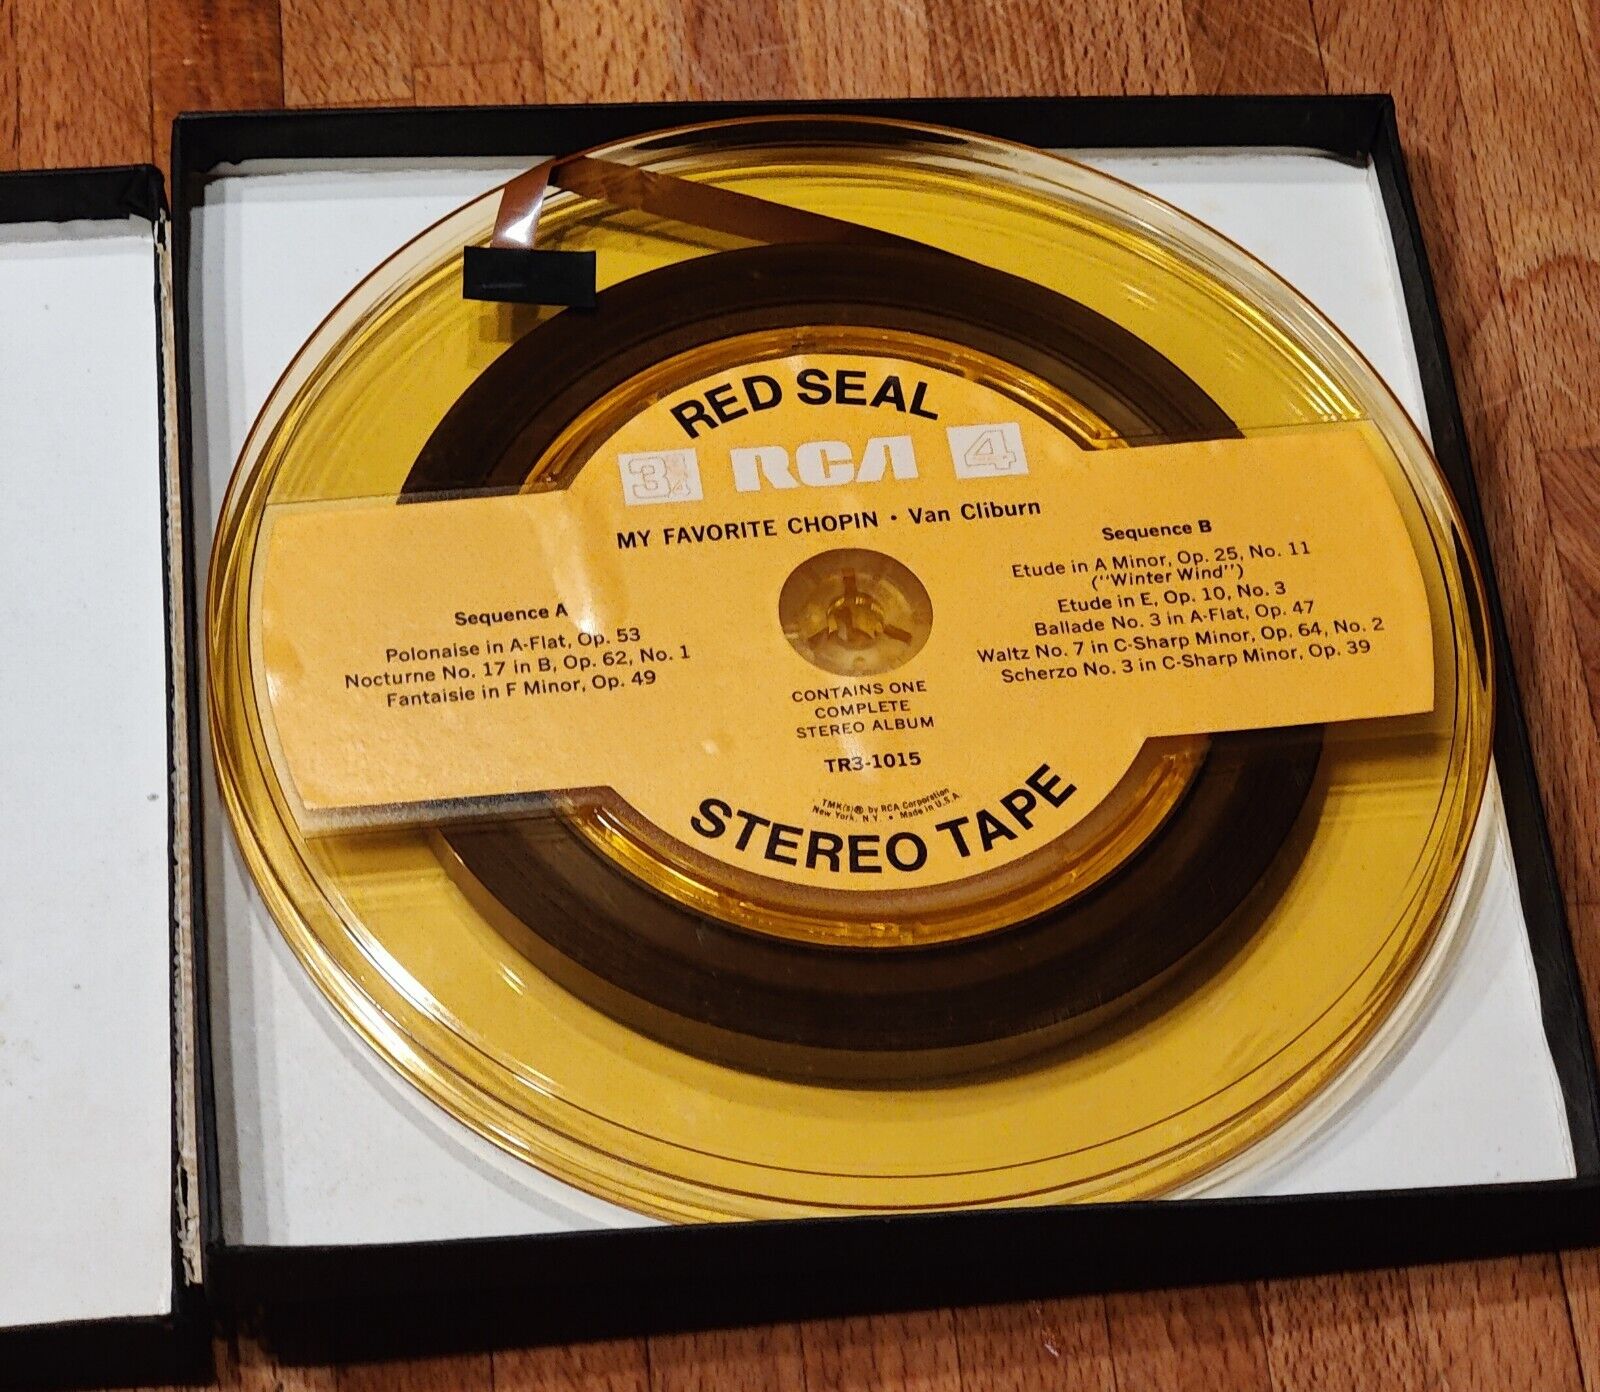 RED SEAL
3¾ RCA 4
MY FAVORITE CHOPIN • Van Cliburn
Sequence A
Polonaise in A-Flat, Op. 53
Nocturne No. 17 in B, Op. 62, No. 1
Fantaisie in F Minor, Op. 49
Sequence B
Etude in A Minor, Op. 25, No. 11
("Winter Wind")
Etude in E, Op. 10, No. 3
Ballade No. 3 in A-Flat, Op. 47
Waltz No. 7 in C-Sharp Minor, Op. 64, No. 2
Scherzo No. 3 in C-Sharp Minor, Op. 39
CONTAINS ONE
COMPLETE
STEREO ALBUM
TR3-1015
TMK(s)® by RCA Corporation
New York, N.Y. • Made in U.S.A.
STEREO TAPE